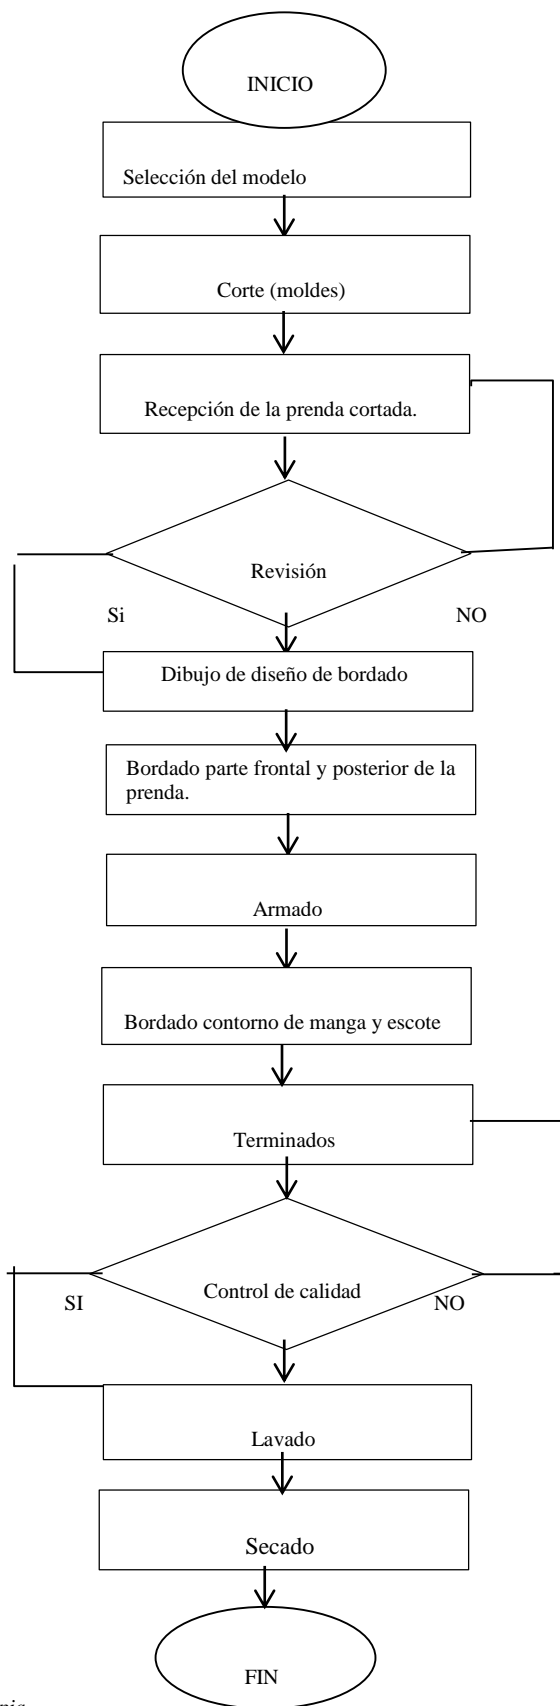 INICIO
Selección del modelo
Corte (moldes)
Recepción de la prenda cortada.
Revisión
Si
NO
Dibujo de diseño de bordado
Bordado parte frontal y posterior de la
prenda.
Armado
Bordado contorno de manga y escote
Terminados
Control de calidad
SI
NO
Lavado
Secado
FIN